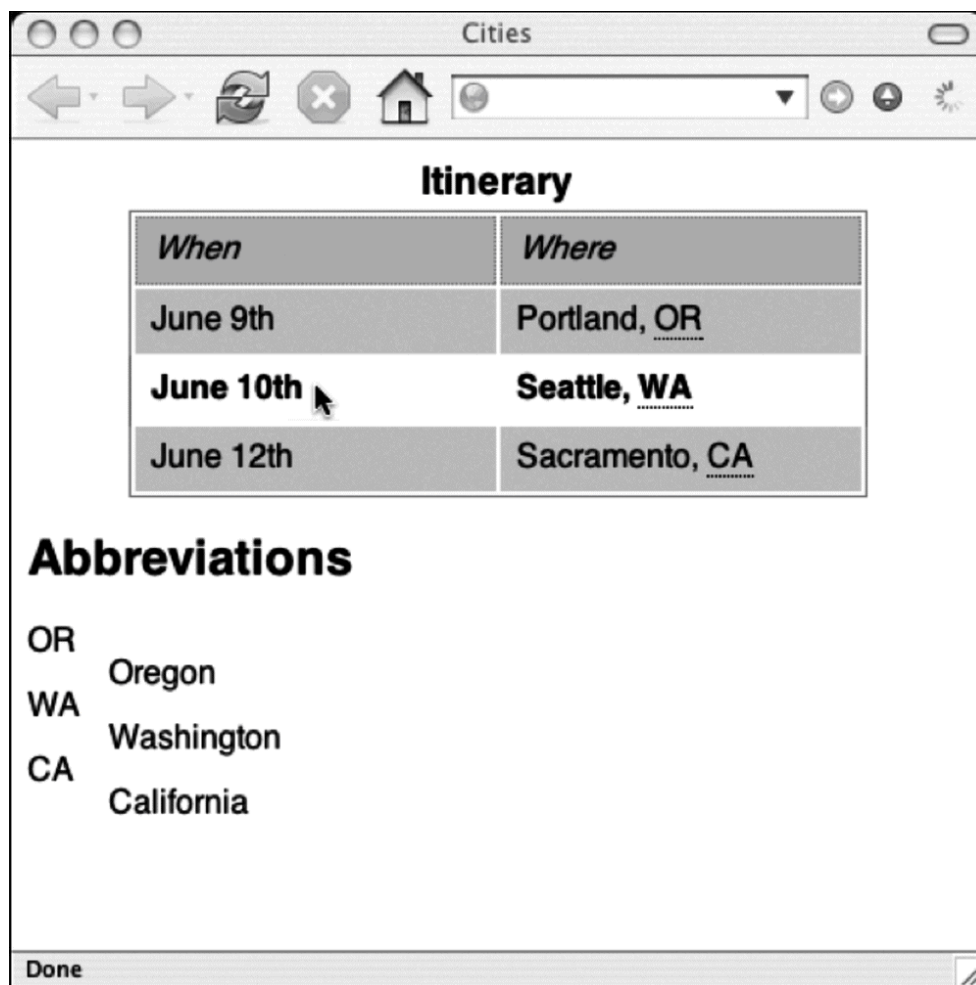 Cities
Itinerary
When Where
June 9th Portland, OR
June 10th Seattle, WA
June 12th Sacramento, CA
Abbreviations
OR
Oregon
WA
Washington
CA
California
Done